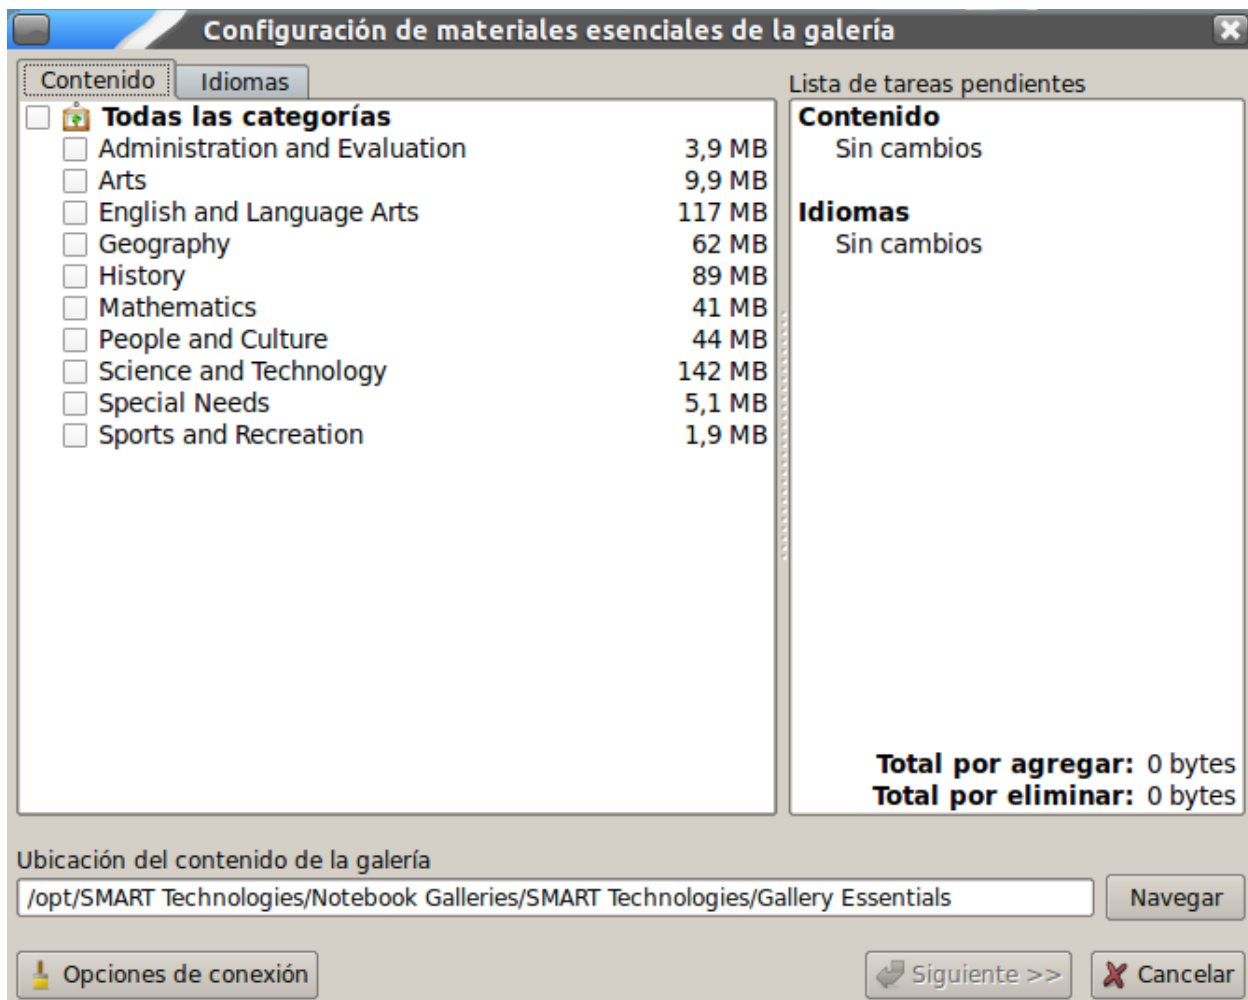 Configuración de materiales esenciales de la galería
Contenido
Idiomas
Todas las categorías
Administration and Evaluation 3,9 MB
Arts 9,9 MB
English and Language Arts 117 MB
Geography 62 MB
History 89 MB
Mathematics 41 MB
People and Culture 44 MB
Science and Technology 142 MB
Special Needs 5,1 MB
Sports and Recreation 1,9 MB
Lista de tareas pendientes
Contenido
Sin cambios
Idiomas
Sin cambios
Total por agregar: 0 bytes
Total por eliminar: 0 bytes
Ubicación del contenido de la galería
/opt/SMART Technologies/Notebook Galleries/SMART Technologies/Gallery Essentials
Navegar
Opciones de conexión
Siguiente >>
Cancelar